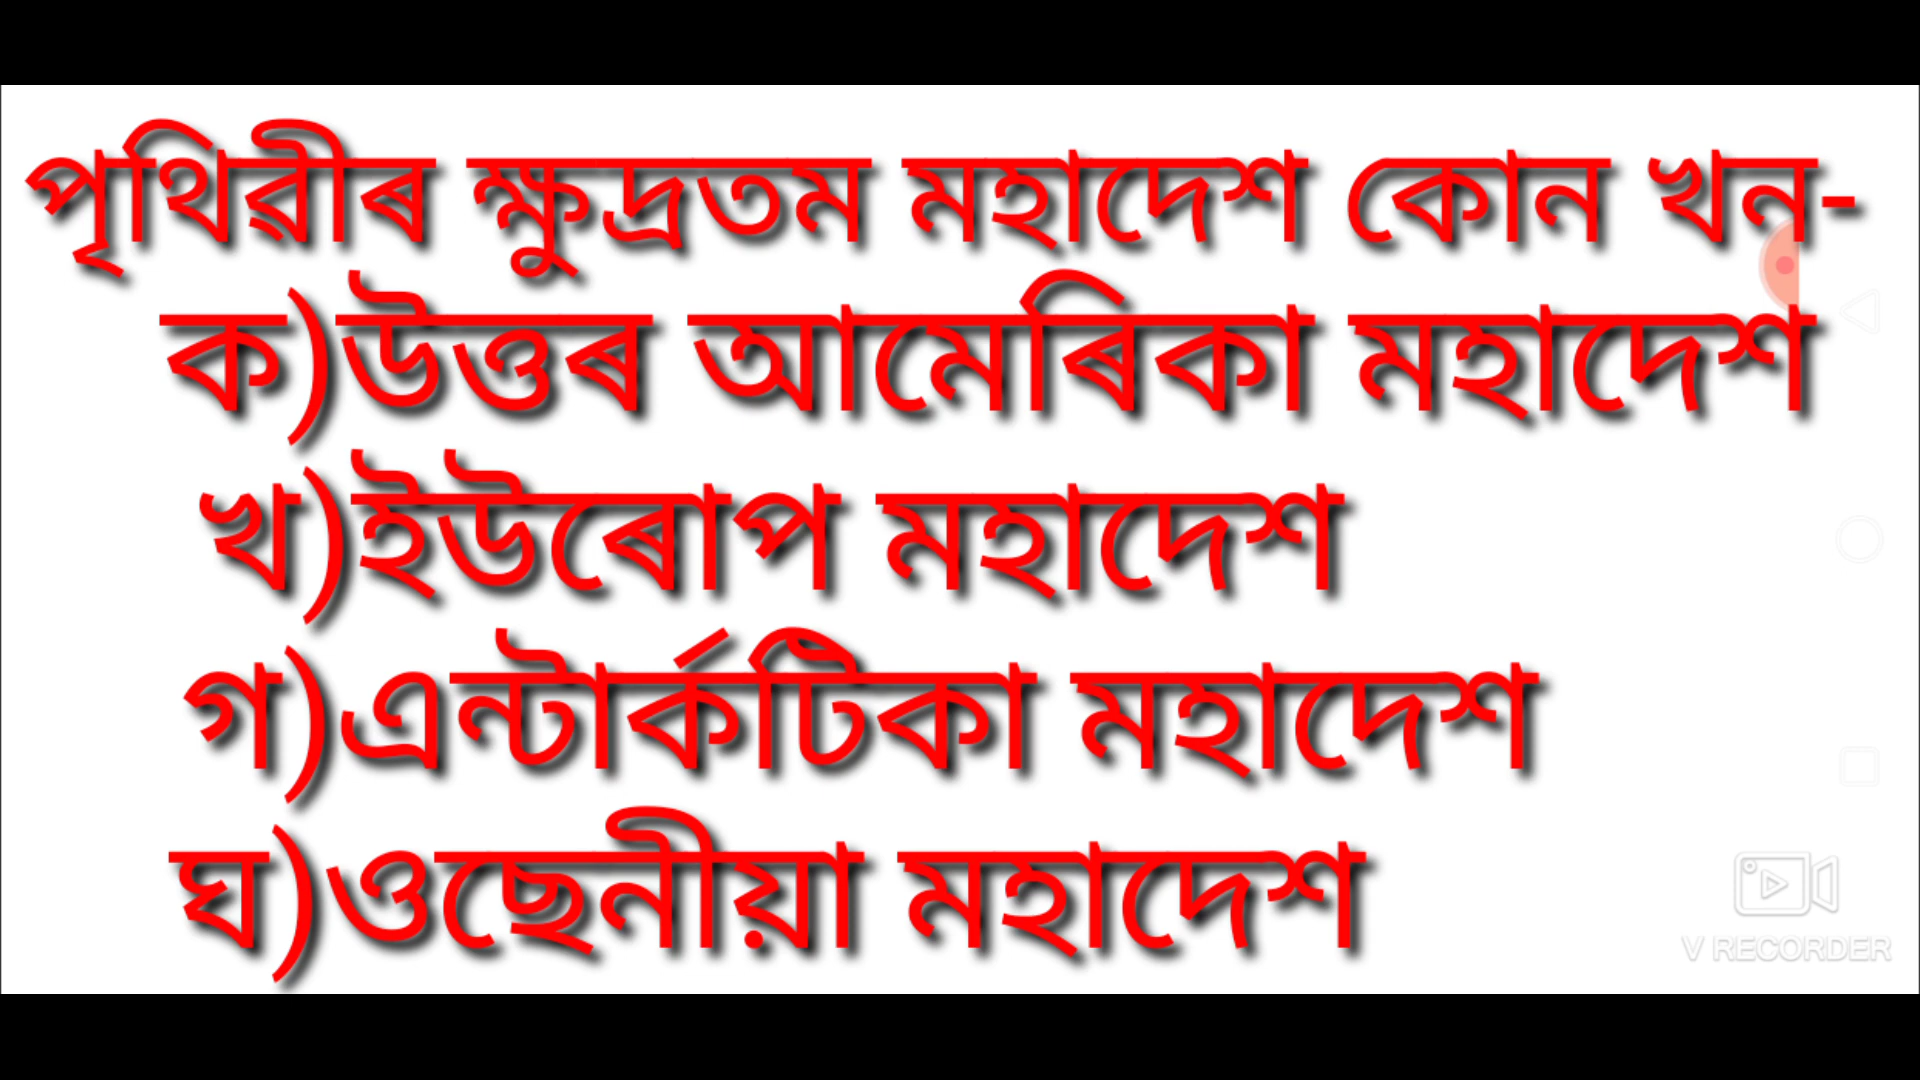 পৃথিৱীৰ ক্ষুদ্ৰতম মহাদেশ কোন খন-
ক)উত্তৰ আমেৰিকা মহাদেশ
খ)ইউৰোপ মহাদেশ
গ)এন্টাৰ্কটিকা মহাদেশ
ঘ)ওছেনীয়া মহাদেশ
V RECORDER